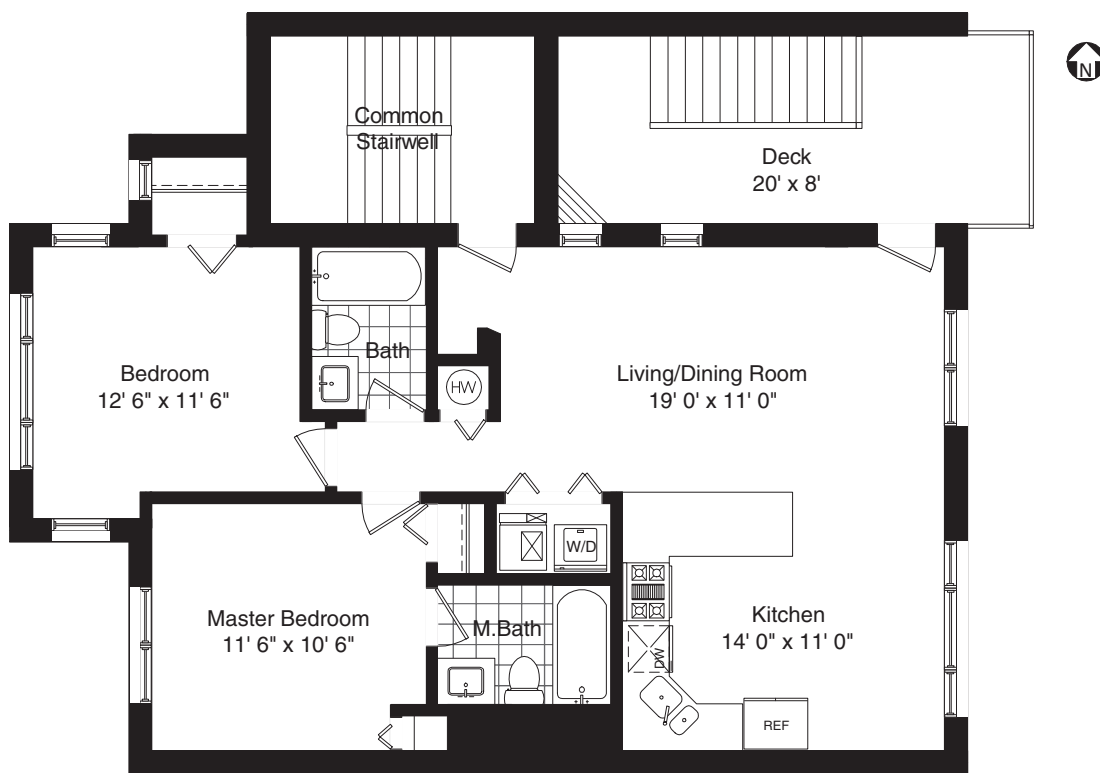 Common
Stairwell
N
Deck
20' x 8'
Bath
Bedroom
12' 6" x 11' 6"
HW
Living/Dining Room
19' 0' x 11' 0"
W/D
Master Bedroom
11' 6" x 10' 6"
M.Bath
Kitchen
14' 0" x 11' 0"
DW
REF